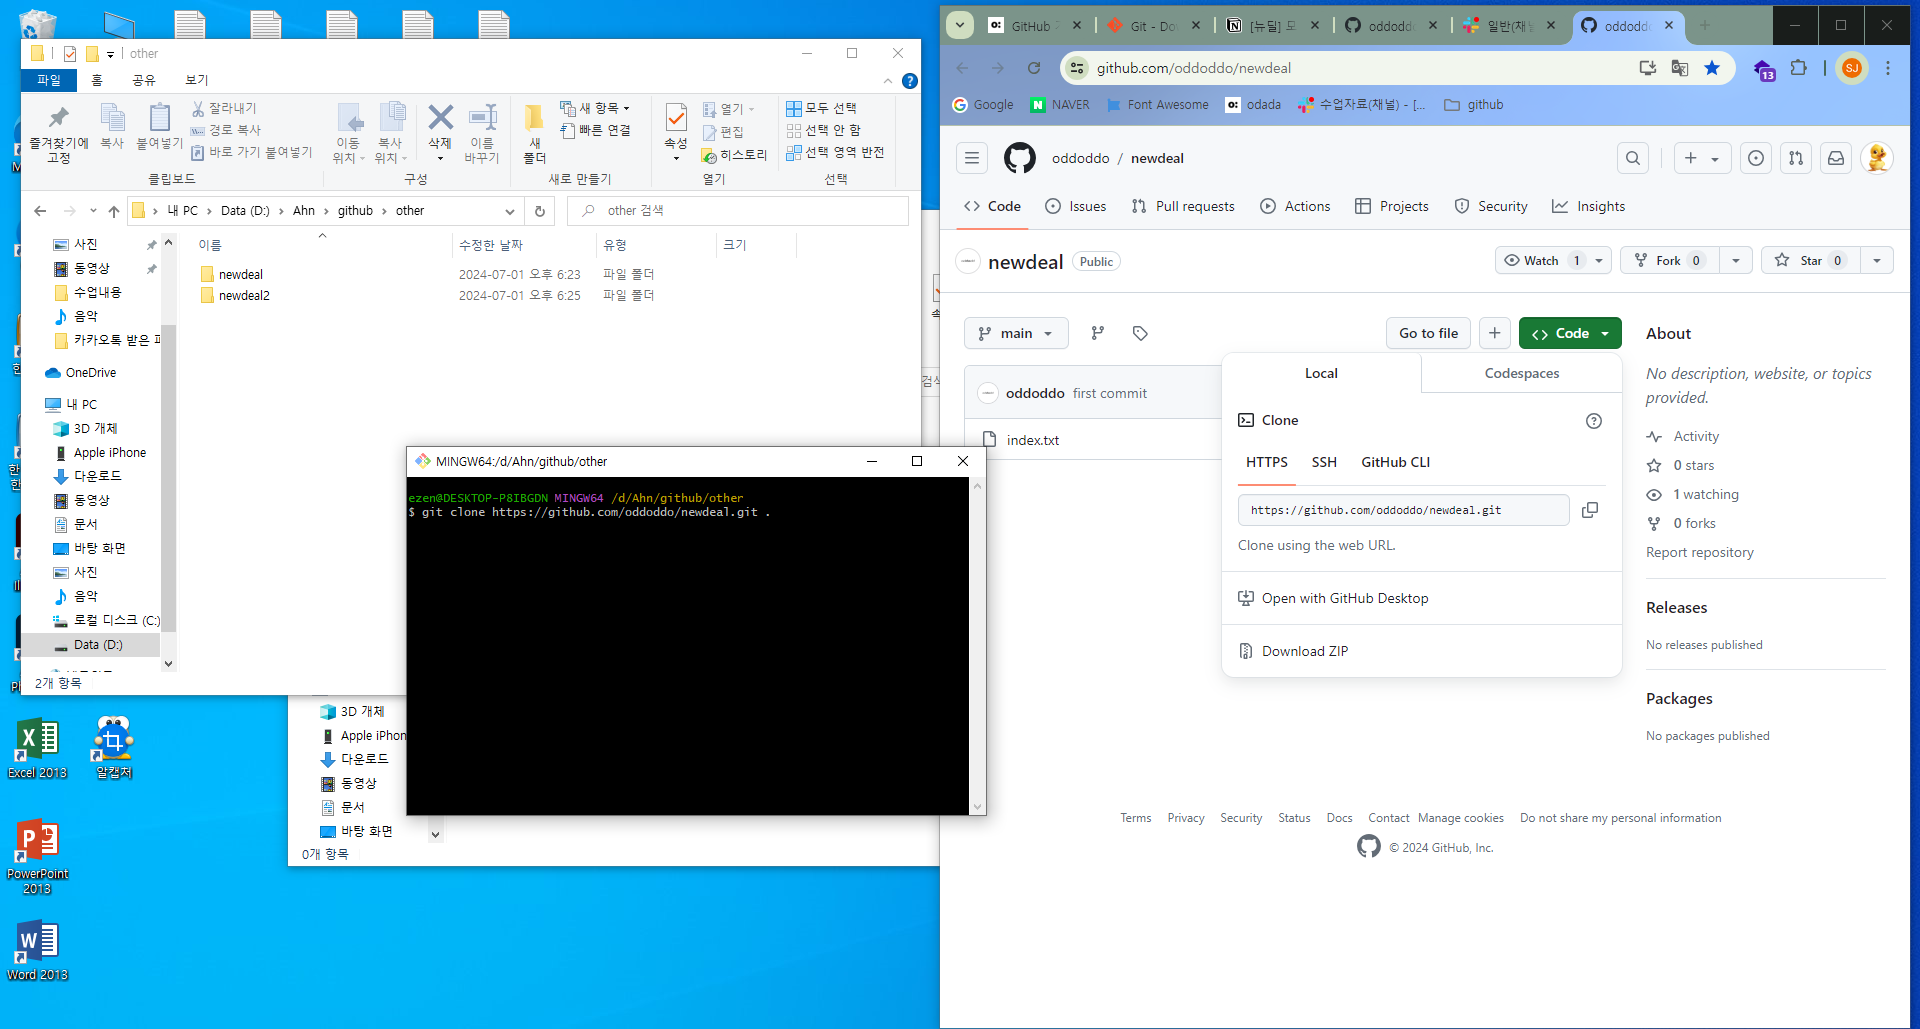 other
파일
홈
공유
보기
즐겨찾기에
고정
복사
붙여넣기
잘라내기
경로 복사
바로 가기 붙여넣기
클립보드
이동
위치
복사
위치
삭제
이름
바꾸기
구성
새
폴더
새 항목
빠른 연결
새로 만들기
속성
열기
편집
히스토리
열기
모두 선택
선택 안 함
선택 영역 반전
선택
내 PC > Data (D:) > Ahn > github > other
other 검색
이름
수정한 날짜
유형
크기
newdeal
2024-07-01 오후 6:23
파일 폴더
newdeal2
2024-07-01 오후 6:25
파일 폴더
사진
동영상
수업내용
음악
카카오톡 받은
OneDrive
내 PC
3D 개체
Apple iPhone
다운로드
동영상
문서
바탕 화면
사진
음악
로컬 디스크 (C:)
Data (D:)
2개 항목
3D 개체
Apple iPhon
다운로드
동영상
문서
바탕 화면
0개 항목
Excel 2013
알캡처
PowerPoint
2013
Word 2013
MINGW64:/d/Ahn/github/other
ezen@DESKTOP-P8IBGDN MINGW64 /d/Ahn/github/other
$ git clone https://github.com/oddoddo/newdeal.git .
GitHub
Git - Do
[뉴딜]
oddodd
일반(채널
oddodd
github.com/oddoddo/newdeal
13
SJ
Google
NAVER
Font Awesome
odada
수업자료(채널) - [...
github
oddoddo / newdeal
Code
Issues
Pull requests
Actions
Projects
Security
Insights
newdeal
Public
Watch 1
Fork 0
Star 0
main
Go to file
Code
oddoddo first commit
index.txt
Local
Codespaces
Clone
HTTPS
SSH
GitHub CLI
https://github.com/oddoddo/newdeal.git
Clone using the web URL.
Open with GitHub Desktop
Download ZIP
About
No description, website, or topics
provided.
Activity
0 stars
1 watching
0 forks
Report repository
Releases
No releases published
Packages
No packages published
Terms
Privacy
Security
Status
Docs
Contact
Manage cookies
Do not share my personal information
© 2024 GitHub, Inc.